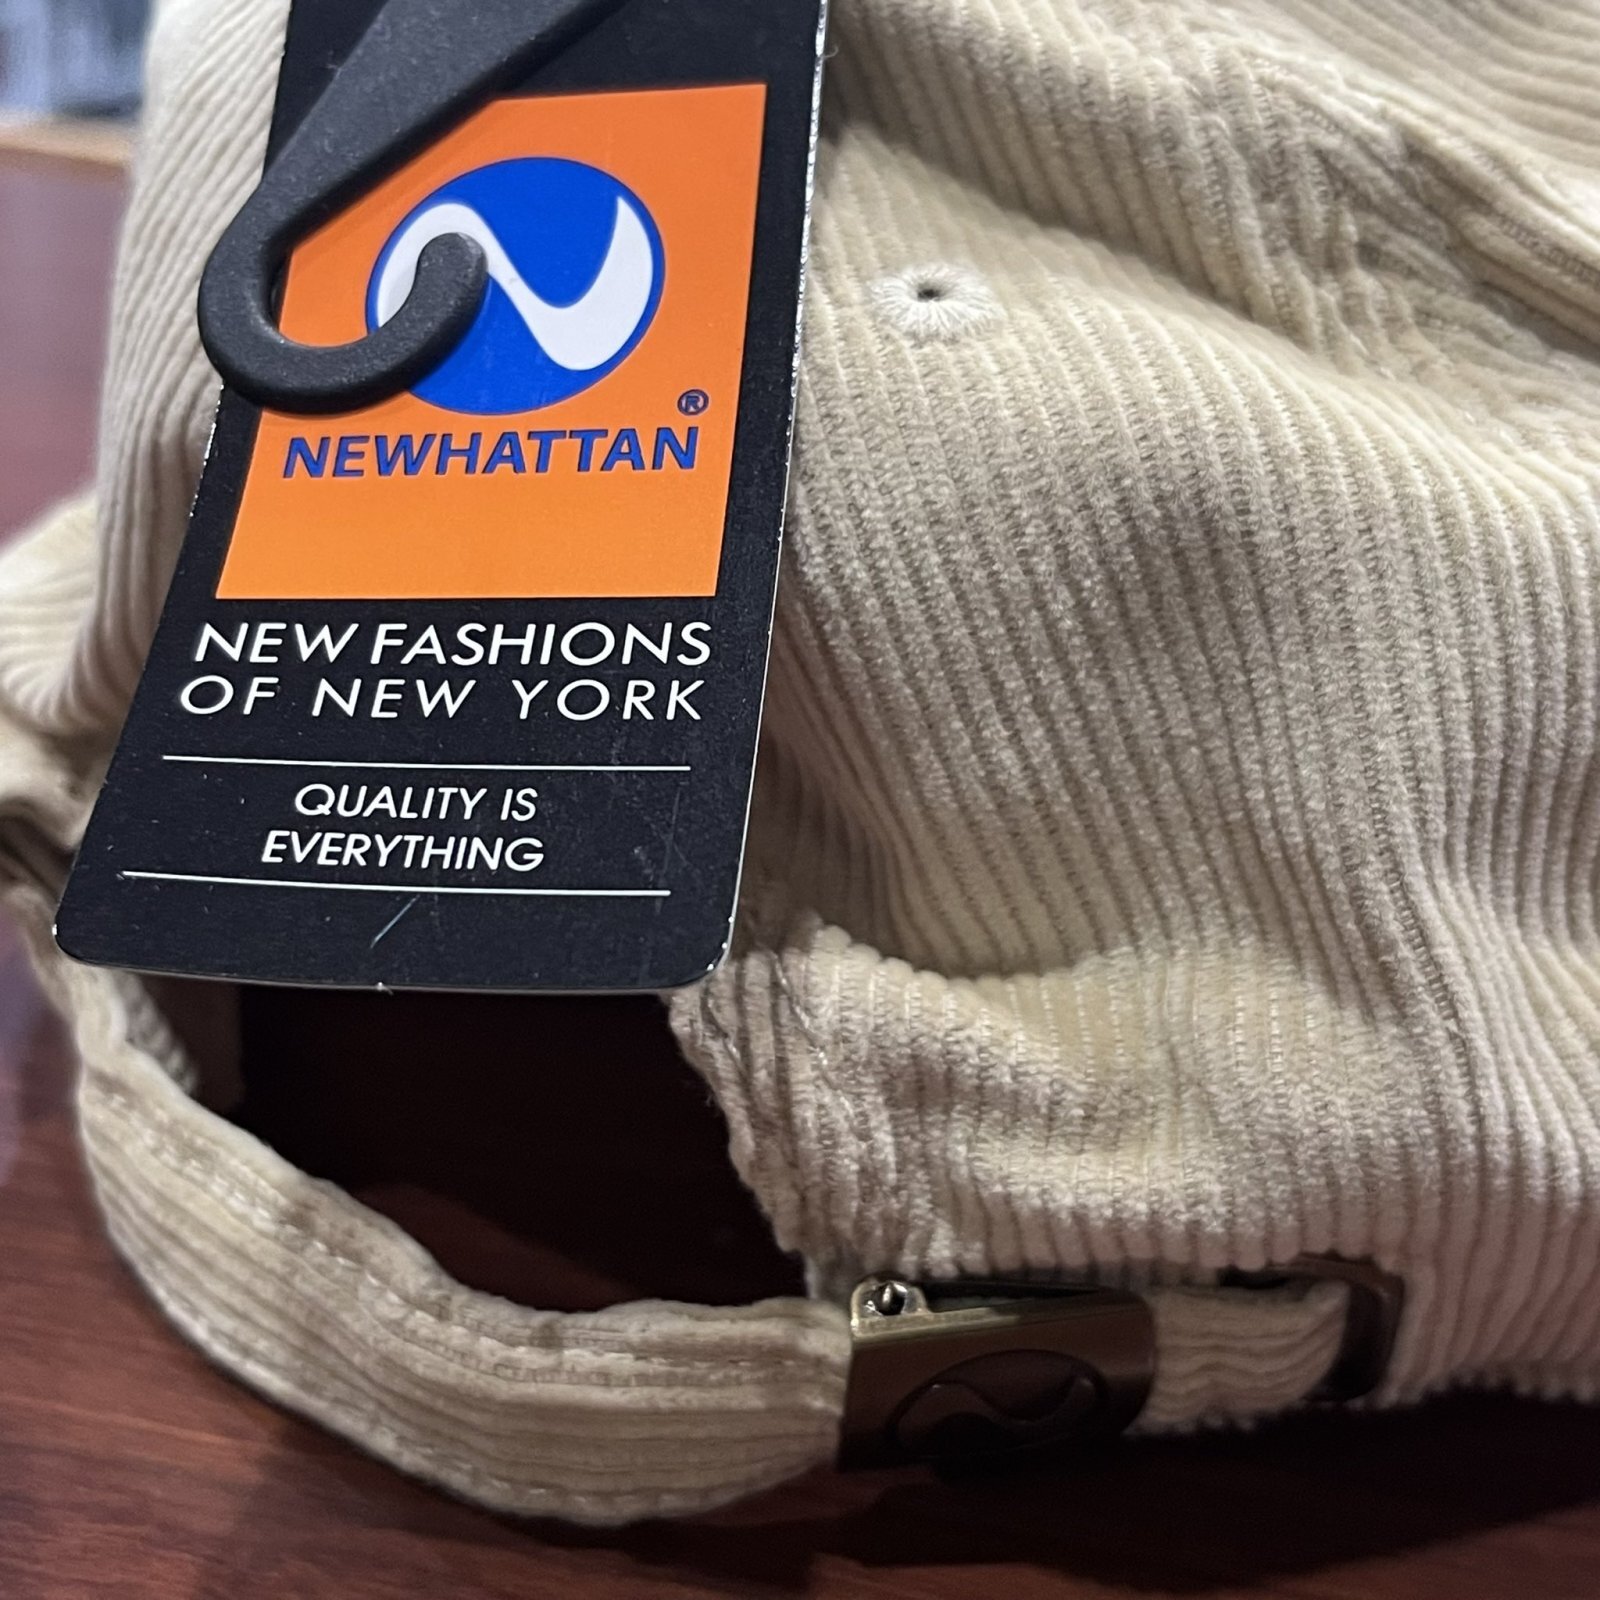 ®
NEWHATTAN
NEW FASHIONS
OF NEW YORK
QUALITY IS
EVERYTHING